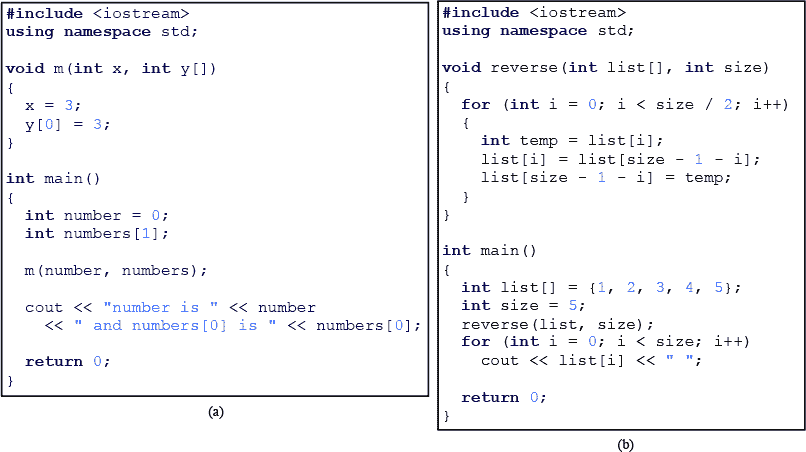 #include <iostream>
using namespace std;
void m(int x, int y[])
{
x = 3;
y[0] = 3;
}
int main()
{
int number = 0;
int numbers[1];
m(number, numbers);
cout << "number is " << number
<< " and numbers[0] is " << numbers[0];
return 0;
}
(a)
#include <iostream>
using namespace std;
void reverse(int list[], int size)
{
for (int i = 0; i < size / 2; i++)
{
int temp = list[i];
list[i] = list[size - 1 - i];
list[size - 1 - i] = temp;
}
}
int main()
{
int list[] = {1, 2, 3, 4, 5};
int size = 5;
reverse(list, size);
for (int i = 0; i < size; i++)
cout << list[i] << " ";
return 0;
}
(b)